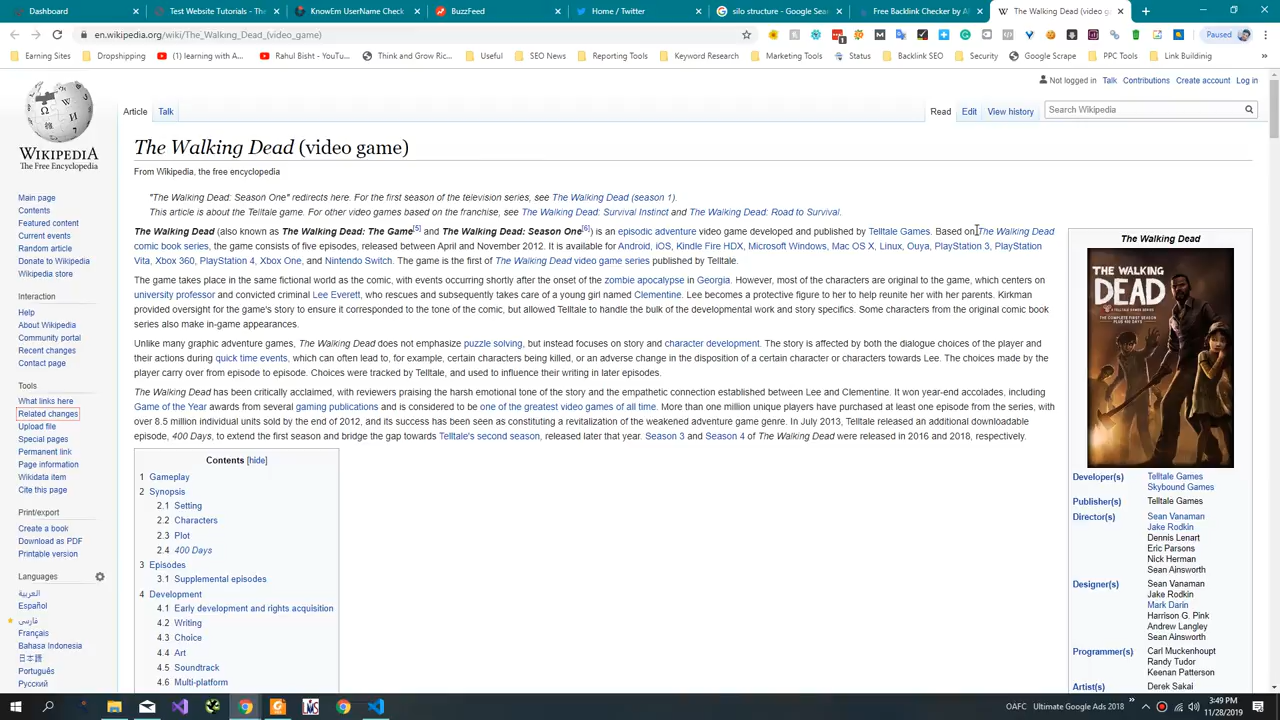 Dashboard
Test Website Tutorials -
KnowEm Username Check
BuzzFeed
Twitter Home
silo structure - Google Search
Free Backlink Checker by Ah
The Walking Dead (video game)
en.wikipedia.org/wiki/The_Walking_Dead_(video_game)
Paused
Earning Sites
Dropshipping
(1) learning with A...
Rahul Bisht - YouTu...
Think and Grow Ric...
Useful
SEO News
Reporting Tools
Keyword Research
Marketing Tools
Status
Backlink SEO
Security
Google Scrape
PPC Tools
Link Buildinig
Not logged in Talk Contributions Create account Log in
Article Talk
Read Edit View history
Search Wikipedia
WIKIPEDIA
The Free Encyclopedia
Main page
Contents
Featured content
Current events
Random article
Donate to Wikipedia
Wikipedia store
Interaction
Help
About Wikipedia
Community portal
Recent changes
Contact page
Tools
What links here
Related changes
Upload file
Special pages
Permanent link
Page information
Wikidata item
Cite this page
Print/export
Create a book
Download as PDF
Printable version
Languages
العربية
Español
فارسی
Français
Bahasa Indonesia
日本語
Português
Русский
The Walking Dead (video game)
From Wikipedia, the free encyclopedia
"The Walking Dead: Season One" redirects here. For the first season of the television series, see The Walking Dead (season 1).
This article is about the Telltale game. For other video games based on the franchise, see The Walking Dead: Survival Instinct and The Walking Dead: Road to Survival.
The Walking Dead (also known as The Walking Dead: The Game[5] and The Walking Dead: Season One[6]) is an episodic adventure video game developed and published by Telltale Games. Based on The Walking Dead
comic book series, the game consists of five episodes, released between April and November 2012. It is available for Android, iOS, Kindle Fire HDX, Microsoft Windows, Mac OS X, Linux, Ouya, PlayStation 3, PlayStation
Vita, Xbox 360, PlayStation 4, Xbox One, and Nintendo Switch. The game is the first of The Walking Dead video game series published by Telltale.
The game takes place in the same fictional world as the comic, with events occurring shortly after the onset of the zombie apocalypse in Georgia. However, most of the characters are original to the game, which centers on
university professor and convicted criminal Lee Everett, who rescues and subsequently takes care of a young girl named Clementine. Lee becomes a protective figure to her to help reunite her with her parents. Kirkman
provided oversight for the game's story to ensure it corresponded to the tone of the comic, but allowed Telltale to handle the bulk of the developmental work and story specifics. Some characters from the original comic book
series also make in-game appearances.
Unlike many graphic adventure games, The Walking Dead does not emphasize puzzle solving, but instead focuses on story and character development. The story is affected by both the dialogue choices of the player and
their actions during quick time events, which can often lead to, for example, certain characters being killed, or an adverse change in the disposition of a certain character or characters towards Lee. The choices made by the
player carry over from episode to episode. Choices were tracked by Telltale, and used to influence their writing in later episodes.
The Walking Dead has been critically acclaimed, with reviewers praising the harsh emotional tone of the story and the empathetic connection established between Lee and Clementine. It won year-end accolades, including
Game of the Year awards from several gaming publications and is considered to be one of the greatest video games of all time. More than one million unique players have purchased at least one episode from the series, with
over 8.5 million individual units sold by the end of 2012, and its success has been seen as constituting a revitalization of the weakened adventure game genre. In July 2013, Telltale released an additional downloadable
episode, 400 Days, to extend the first season and bridge the gap towards Telltale's second season, released later that year. Season 3 and Season 4 of The Walking Dead were released in 2016 and 2018, respectively.
Contents [hide]
1 Gameplay
2 Synopsis
2.1 Setting
2.2 Characters
2.3 Plot
2.4 400 Days
3 Episodes
3.1 Supplemental episodes
4 Development
4.1 Early development and rights acquisition
4.2 Writing
4.3 Choice
4.4 Art
4.5 Soundtrack
4.6 Multi-platform
The Walking Dead
THE
WALKING
DEAD
A TELLTALE GAMES SERIES
THE COMPLETE FIRST SEASON
PLUS 400 DAYS
Developer(s) Telltale Games
Skybound Games
Publisher(s) Telltale Games
Director(s) Sean Vanaman
Jake Rodkin
Dennis Lenart
Eric Parsons
Nick Herman
Sean Ainsworth
Designer(s) Sean Vanaman
Jake Rodkin
Mark Darin
Harrison G. Pink
Andrew Langley
Sean Ainsworth
Programmer(s) Carl Muckenhoupt
Randy Tudor
Keenan Patterson
Artist(s) Derek Sakai
OAFC Ultimate Google Ads 2018
3:49 PM
11/28/2019